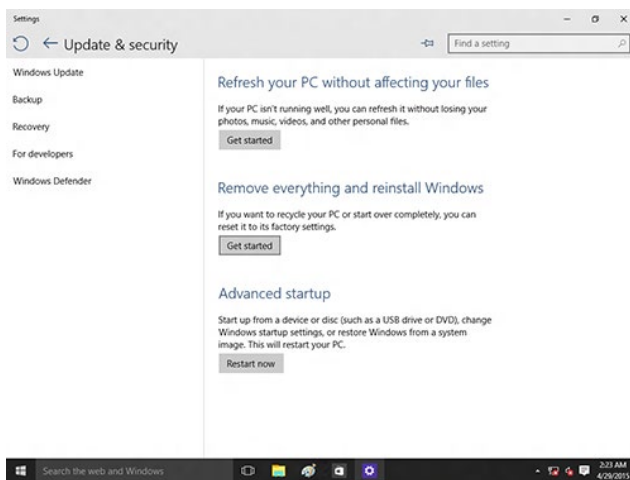 Settings
Update & security
Find a setting
Windows Update
Backup
Recovery
For developers
Windows Defender
Refresh your PC without affecting your files
If your PC isn't running well, you can refresh it without losing your
photos, music, videos, and other personal files.
Get started
Remove everything and reinstall Windows
If you want to recycle your PC or start over completely, you can
reset it to its factory settings.
Get started
Advanced startup
Start up from a device or disc (such as a USB drive or DVD), change
Windows startup settings, or restore Windows from a system
image. This will restart your PC.
Restart now
Search the web and Windows
2:23 AM
4/29/2015